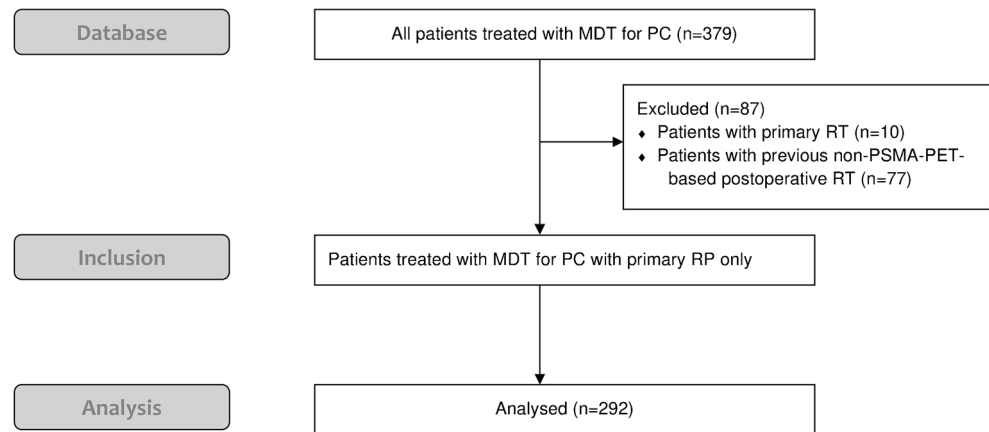 Database
All patients treated with MDT for PC (n=379)
Excluded (n=87)
♦ Patients with primary RT (n=10)
♦ Patients with previous non-PSMA-PET-
based postoperative RT (n=77)
Inclusion
Patients treated with MDT for PC with primary RP only
Analysis
Analysed (n=292)